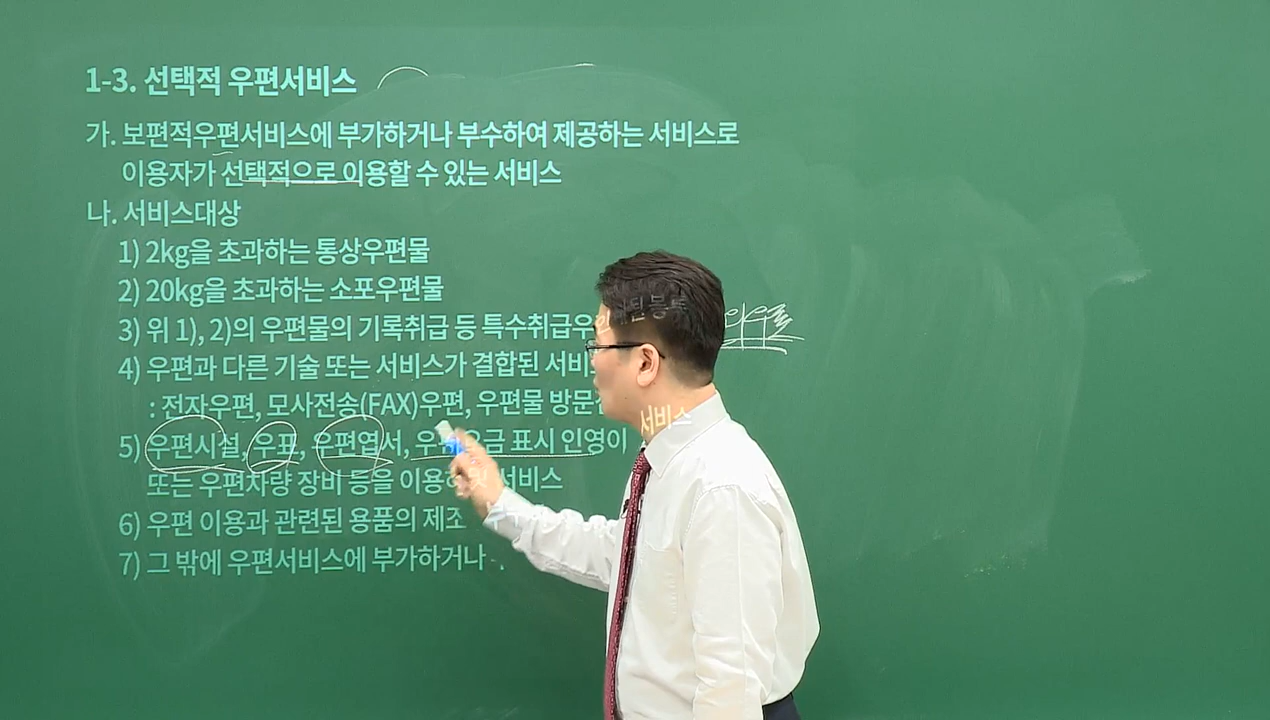 1-3. 선택적 우편서비스
가. 보편적우편서비스에 부가하거나 부수하여 제공하는 서비스로
이용자가 선택적으로 이용할 수 있는 서비스
나. 서비스대상
1) 2kg을 초과하는 통상우편물
2) 20kg을 초과하는 소포우편물
3) 위 1), 2)의 우편물의 기록취급 등 특수취급우
4) 우편과 다른 기술 또는 서비스가 결합된 서비
: 전자우편, 모사전송(FAX)우편, 우편물 방문 서비스
5) 우편시설, 우표, 우편엽서, 우편요금 표시 인영이 인쇄된 봉투
또는 우편차량 장비 등을 이용하 서비스
6) 우편 이용과 관련된 용품의 제조
7) 그 밖에 우편서비스에 부가하거나